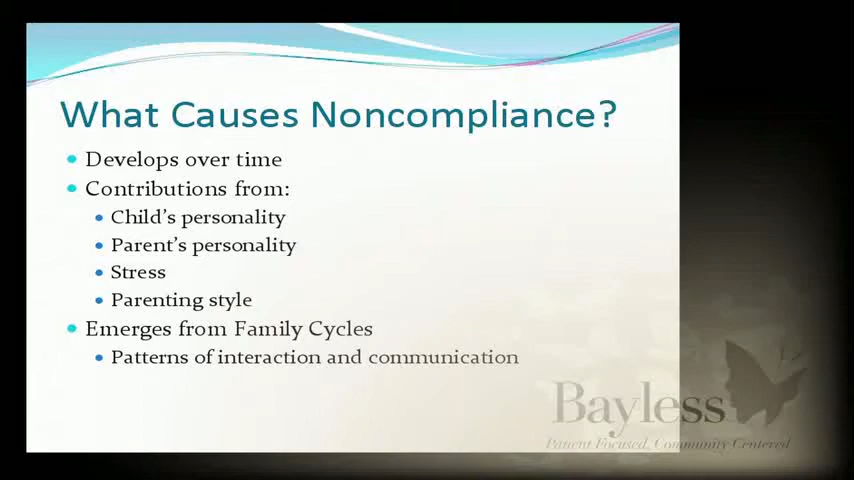 What Causes Noncompliance?
Develops over time
Contributions from:
Child's personality
Parent's personality
Stress
Parenting style
Emerges from Family Cycles
Patterns of interaction and communication
Bayless
Patient Focused, Community Centered